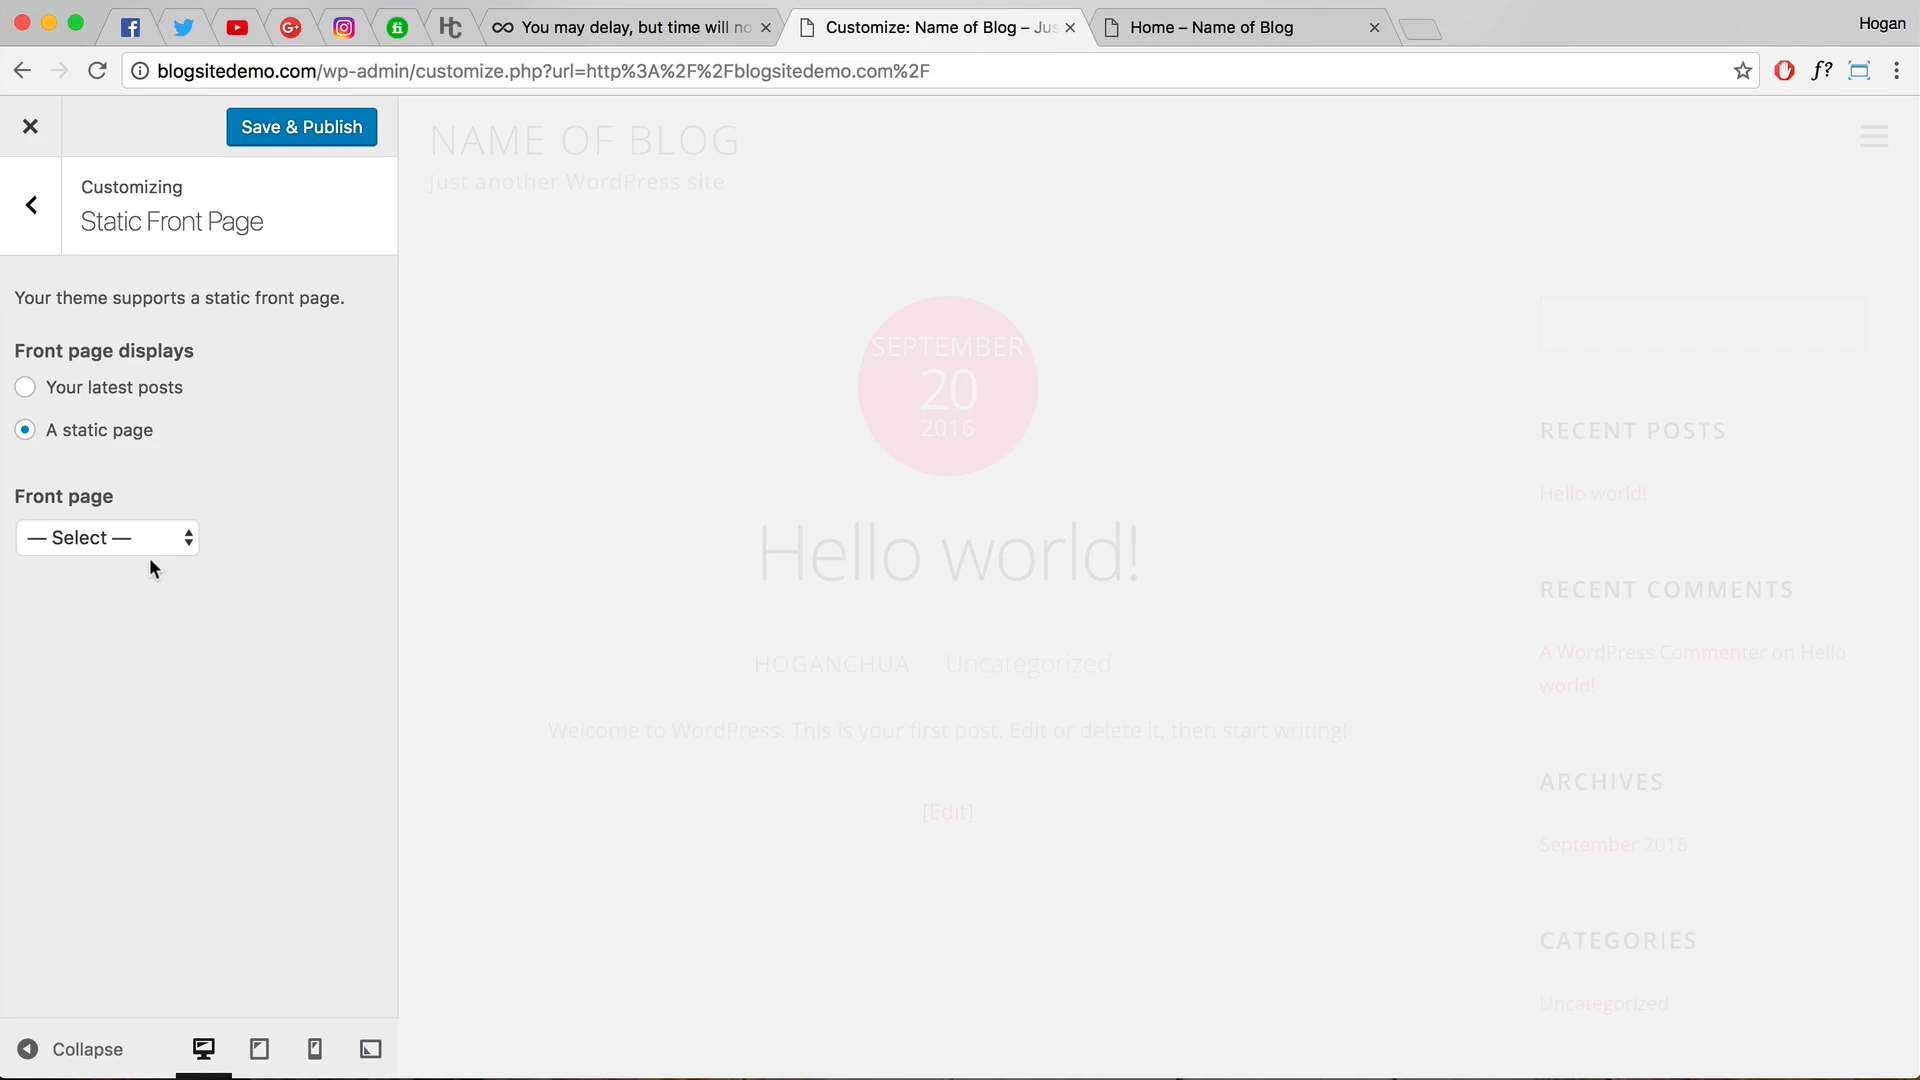 You may delay, but time will no
Customize: Name of Blog – Jus
Home – Name of Blog
Hogan
blogsitedemo.com/wp-admin/customize.php?url=http%3A%2F%2Fblogsitedemo.com%2F
Save & Publish
Customizing
Static Front Page
Your theme supports a static front page.
Front page displays
Your latest posts
A static page
Front page
— Select —
Collapse
NAME OF BLOG
Just another WordPress site
SEPTEMBER
20
2016
Hello world!
HOGANCHUA Uncategorized
Welcome to WordPress. This is your first post. Edit or delete it, then start writing!
[Edit]
RECENT POSTS
Hello world!
RECENT COMMENTS
A WordPress Commenter on Hello
world!
ARCHIVES
September 2016
CATEGORIES
Uncategorized